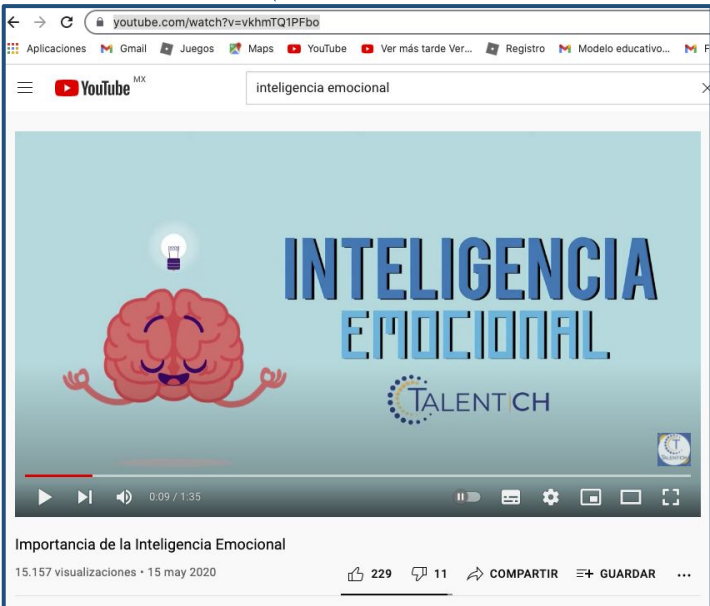 youtube.com/watch?v=vkhmTQ1PFbo
Aplicaciones Gmail Juegos Maps YouTube Ver más tarde Ver... Registro Modelo educativo... F
YouTube MX inteligencia emocional
INTELIGENCIA
EMOCIONAL
TALENTCH
TALENTCH
0:09 / 1:35
Importancia de la Inteligencia Emocional
15.157 visualizaciones • 15 may 2020 229 11 COMPARTIR GUARDAR ...